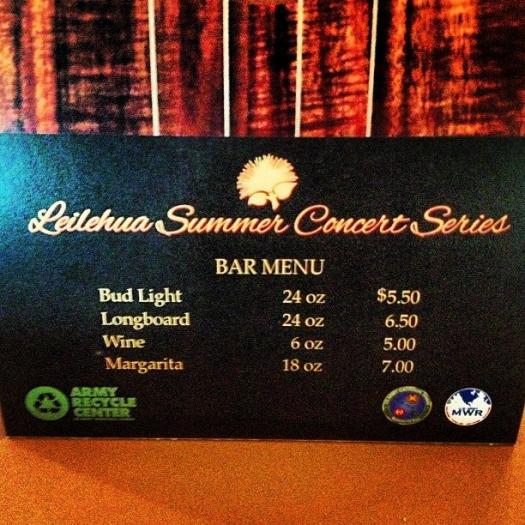 Leilehua Summer Concert Series
BAR MENU
Bud Light 24 oz $5.50
Longboard 24 oz 6.50
Wine 6 oz 5.00
Margarita 18 oz 7.00
ARMY
RECYCLE
CENTER
MWR